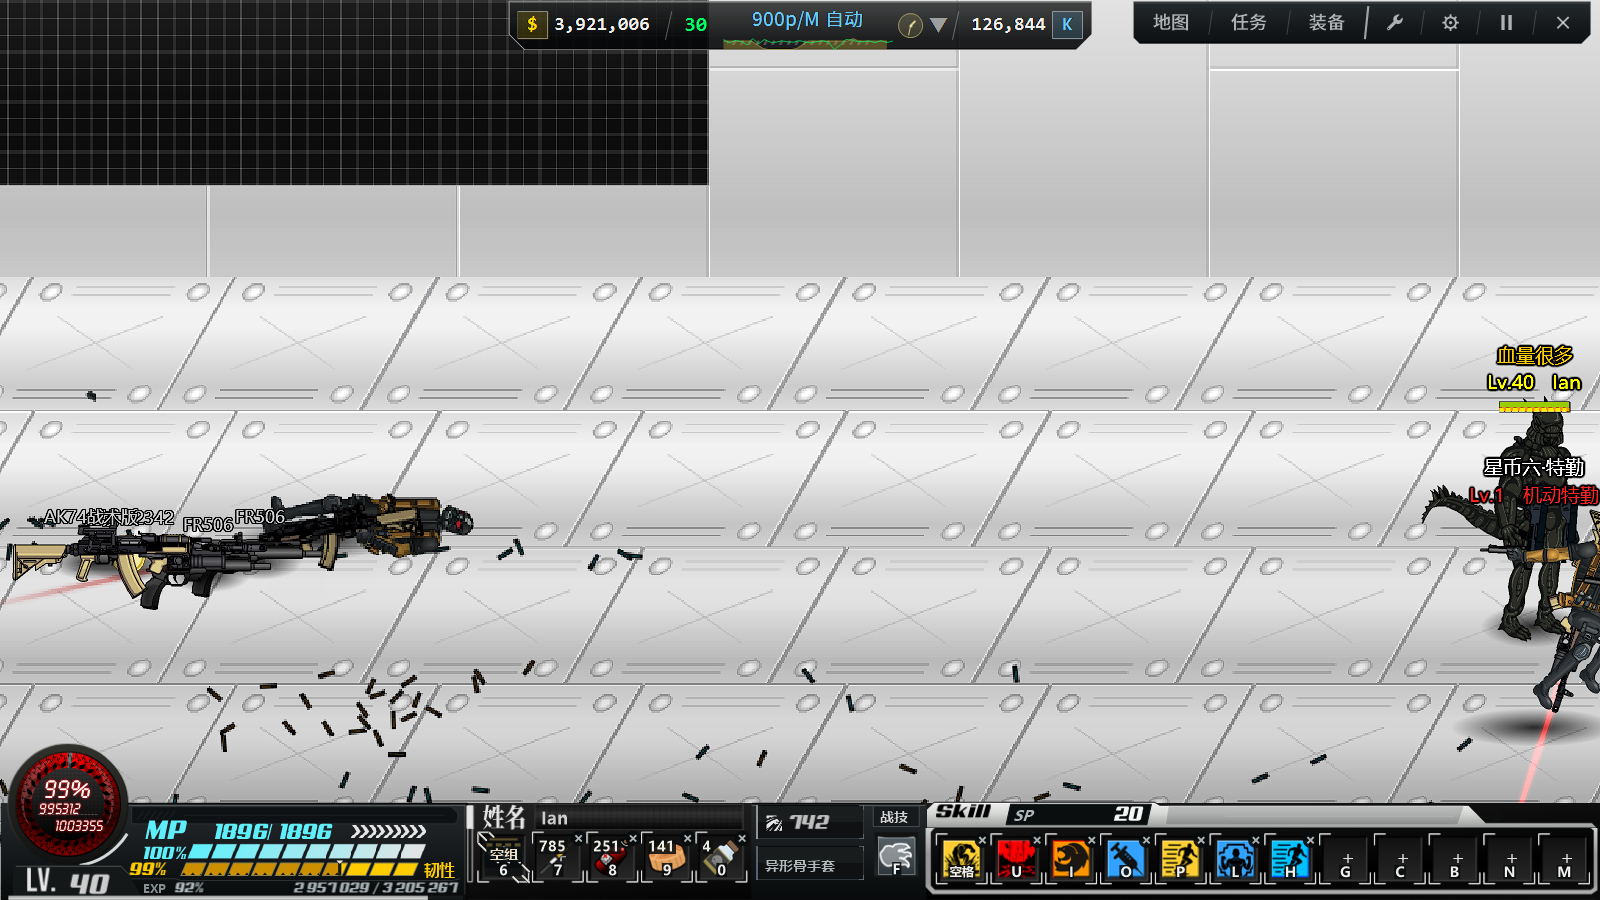 $ 3,921,006 30
900p/M 自动
126,844 K
地图 任务 装备
血量很多
Lv.40 lan
星币六·特勤
Lv.1 机动特勤
AK74战术版2342 FR506 FR506
99%
995312
1003355
MP 1896/ 1896
100%
99% 韧性
LV. 40 EXP 92% 2957029 / 3205267
姓名 lan
空组 6
785 7
251 8
141 9
4 0
742
异形骨手套
战技
F
Skill SP 20
空格 U I O P L H G C B N M